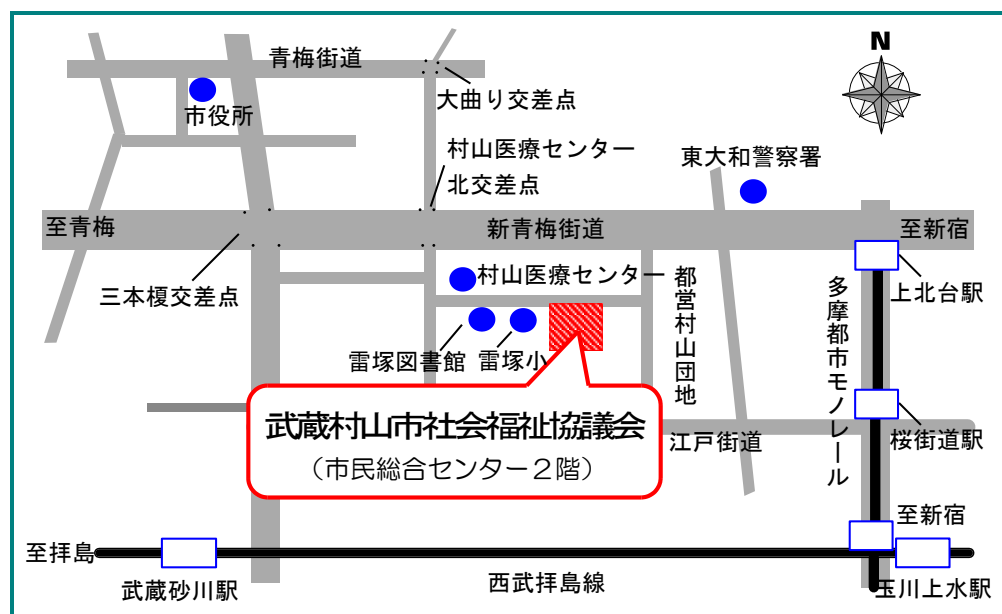 青梅街道
N
市役所
大曲り交差点
村山医療センター
北交差点
東大和警察署
至青梅
新青梅街道
至新宿
三本榎交差点
村山医療センター
都営村山団地
多摩都市モノレール
上北台駅
雷塚図書館
雷塚小
武蔵村山市社会福祉協議会
（市民総合センター２階）
江戸街道
桜街道駅
至新宿
至拝島
武蔵砂川駅
西武拝島線
玉川上水駅